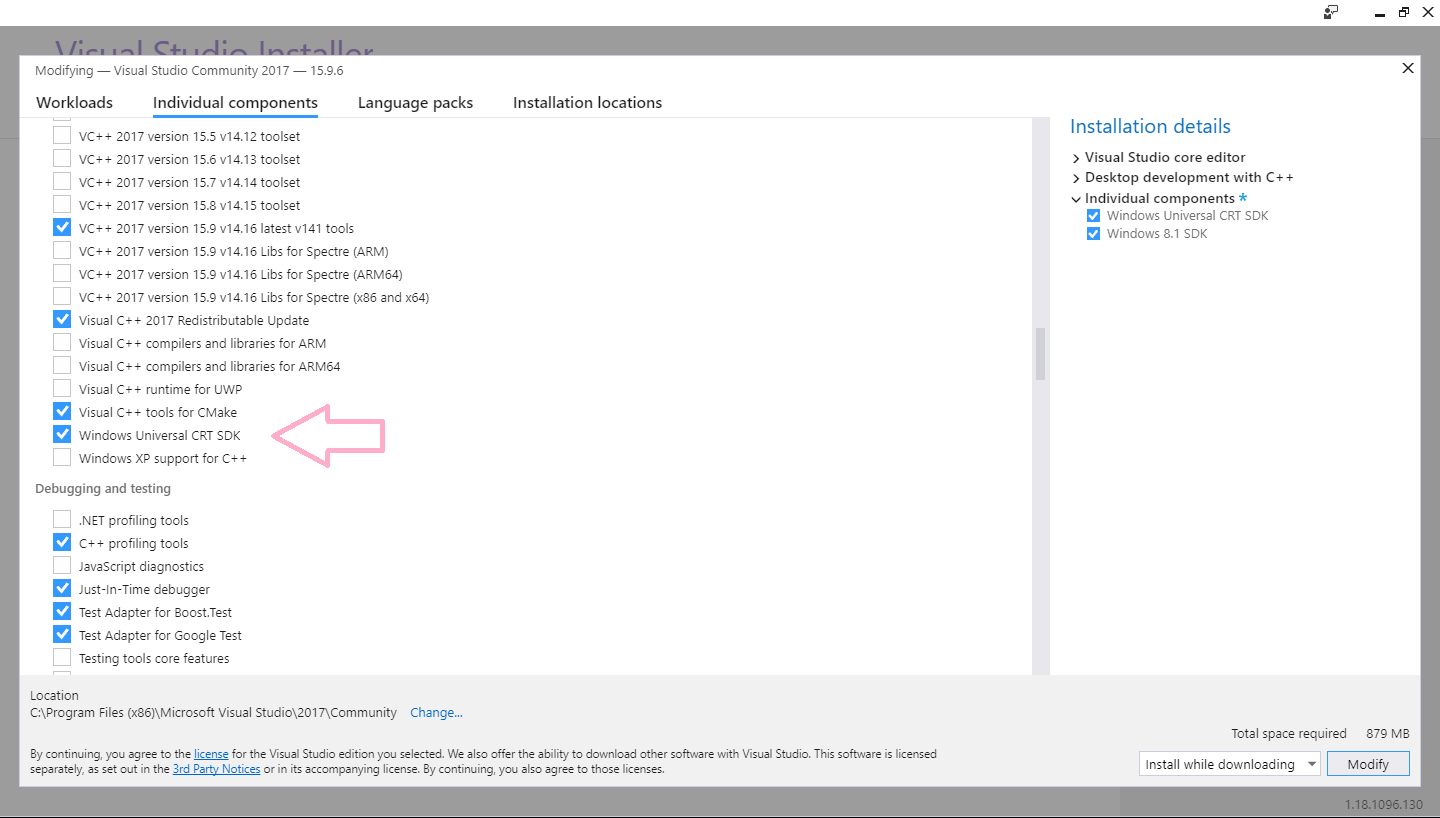 Visual Studio Installer
Modifying — Visual Studio Community 2017 — 15.9.6
Workloads Individual components Language packs Installation locations
VC++ 2017 version 15.5 v14.12 toolset
VC++ 2017 version 15.6 v14.13 toolset
VC++ 2017 version 15.7 v14.14 toolset
VC++ 2017 version 15.8 v14.15 toolset
VC++ 2017 version 15.9 v14.16 latest v141 tools
VC++ 2017 version 15.9 v14.16 Libs for Spectre (ARM)
VC++ 2017 version 15.9 v14.16 Libs for Spectre (ARM64)
VC++ 2017 version 15.9 v14.16 Libs for Spectre (x86 and x64)
Visual C++ 2017 Redistributable Update
Visual C++ compilers and libraries for ARM
Visual C++ compilers and libraries for ARM64
Visual C++ runtime for UWP
Visual C++ tools for CMake
Windows Universal CRT SDK
Windows XP support for C++
Debugging and testing
.NET profiling tools
C++ profiling tools
JavaScript diagnostics
Just-In-Time debugger
Test Adapter for Boost.Test
Test Adapter for Google Test
Testing tools core features
Installation details
Visual Studio core editor
Desktop development with C++
Individual components *
Windows Universal CRT SDK
Windows 8.1 SDK
Location
C:\Program Files (x86)\Microsoft Visual Studio\2017\Community Change...
Total space required 879 MB
By continuing, you agree to the license for the Visual Studio edition you selected. We also offer the ability to download other software with Visual Studio. This software is licensed
separately, as set out in the 3rd Party Notices or in its accompanying license. By continuing, you also agree to those licenses.
Install while downloading Modify
1.18.1096.130